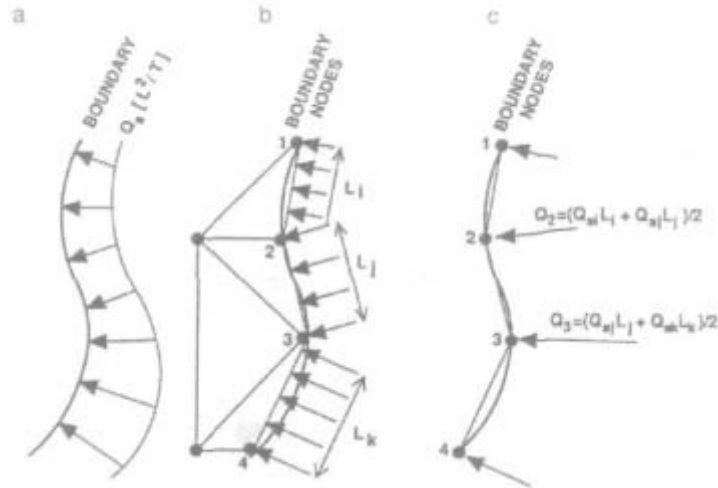 a
BOUNDARY
Qs [L²/T]
b
BOUNDARY
NODES
1
Li
2
Lj
3
Lk
4
c
BOUNDARY
NODES
1
2
Q₂=(QsiLi + QsjLj)/2
3
Q₃=(QsjLj + QskLk)/2
4